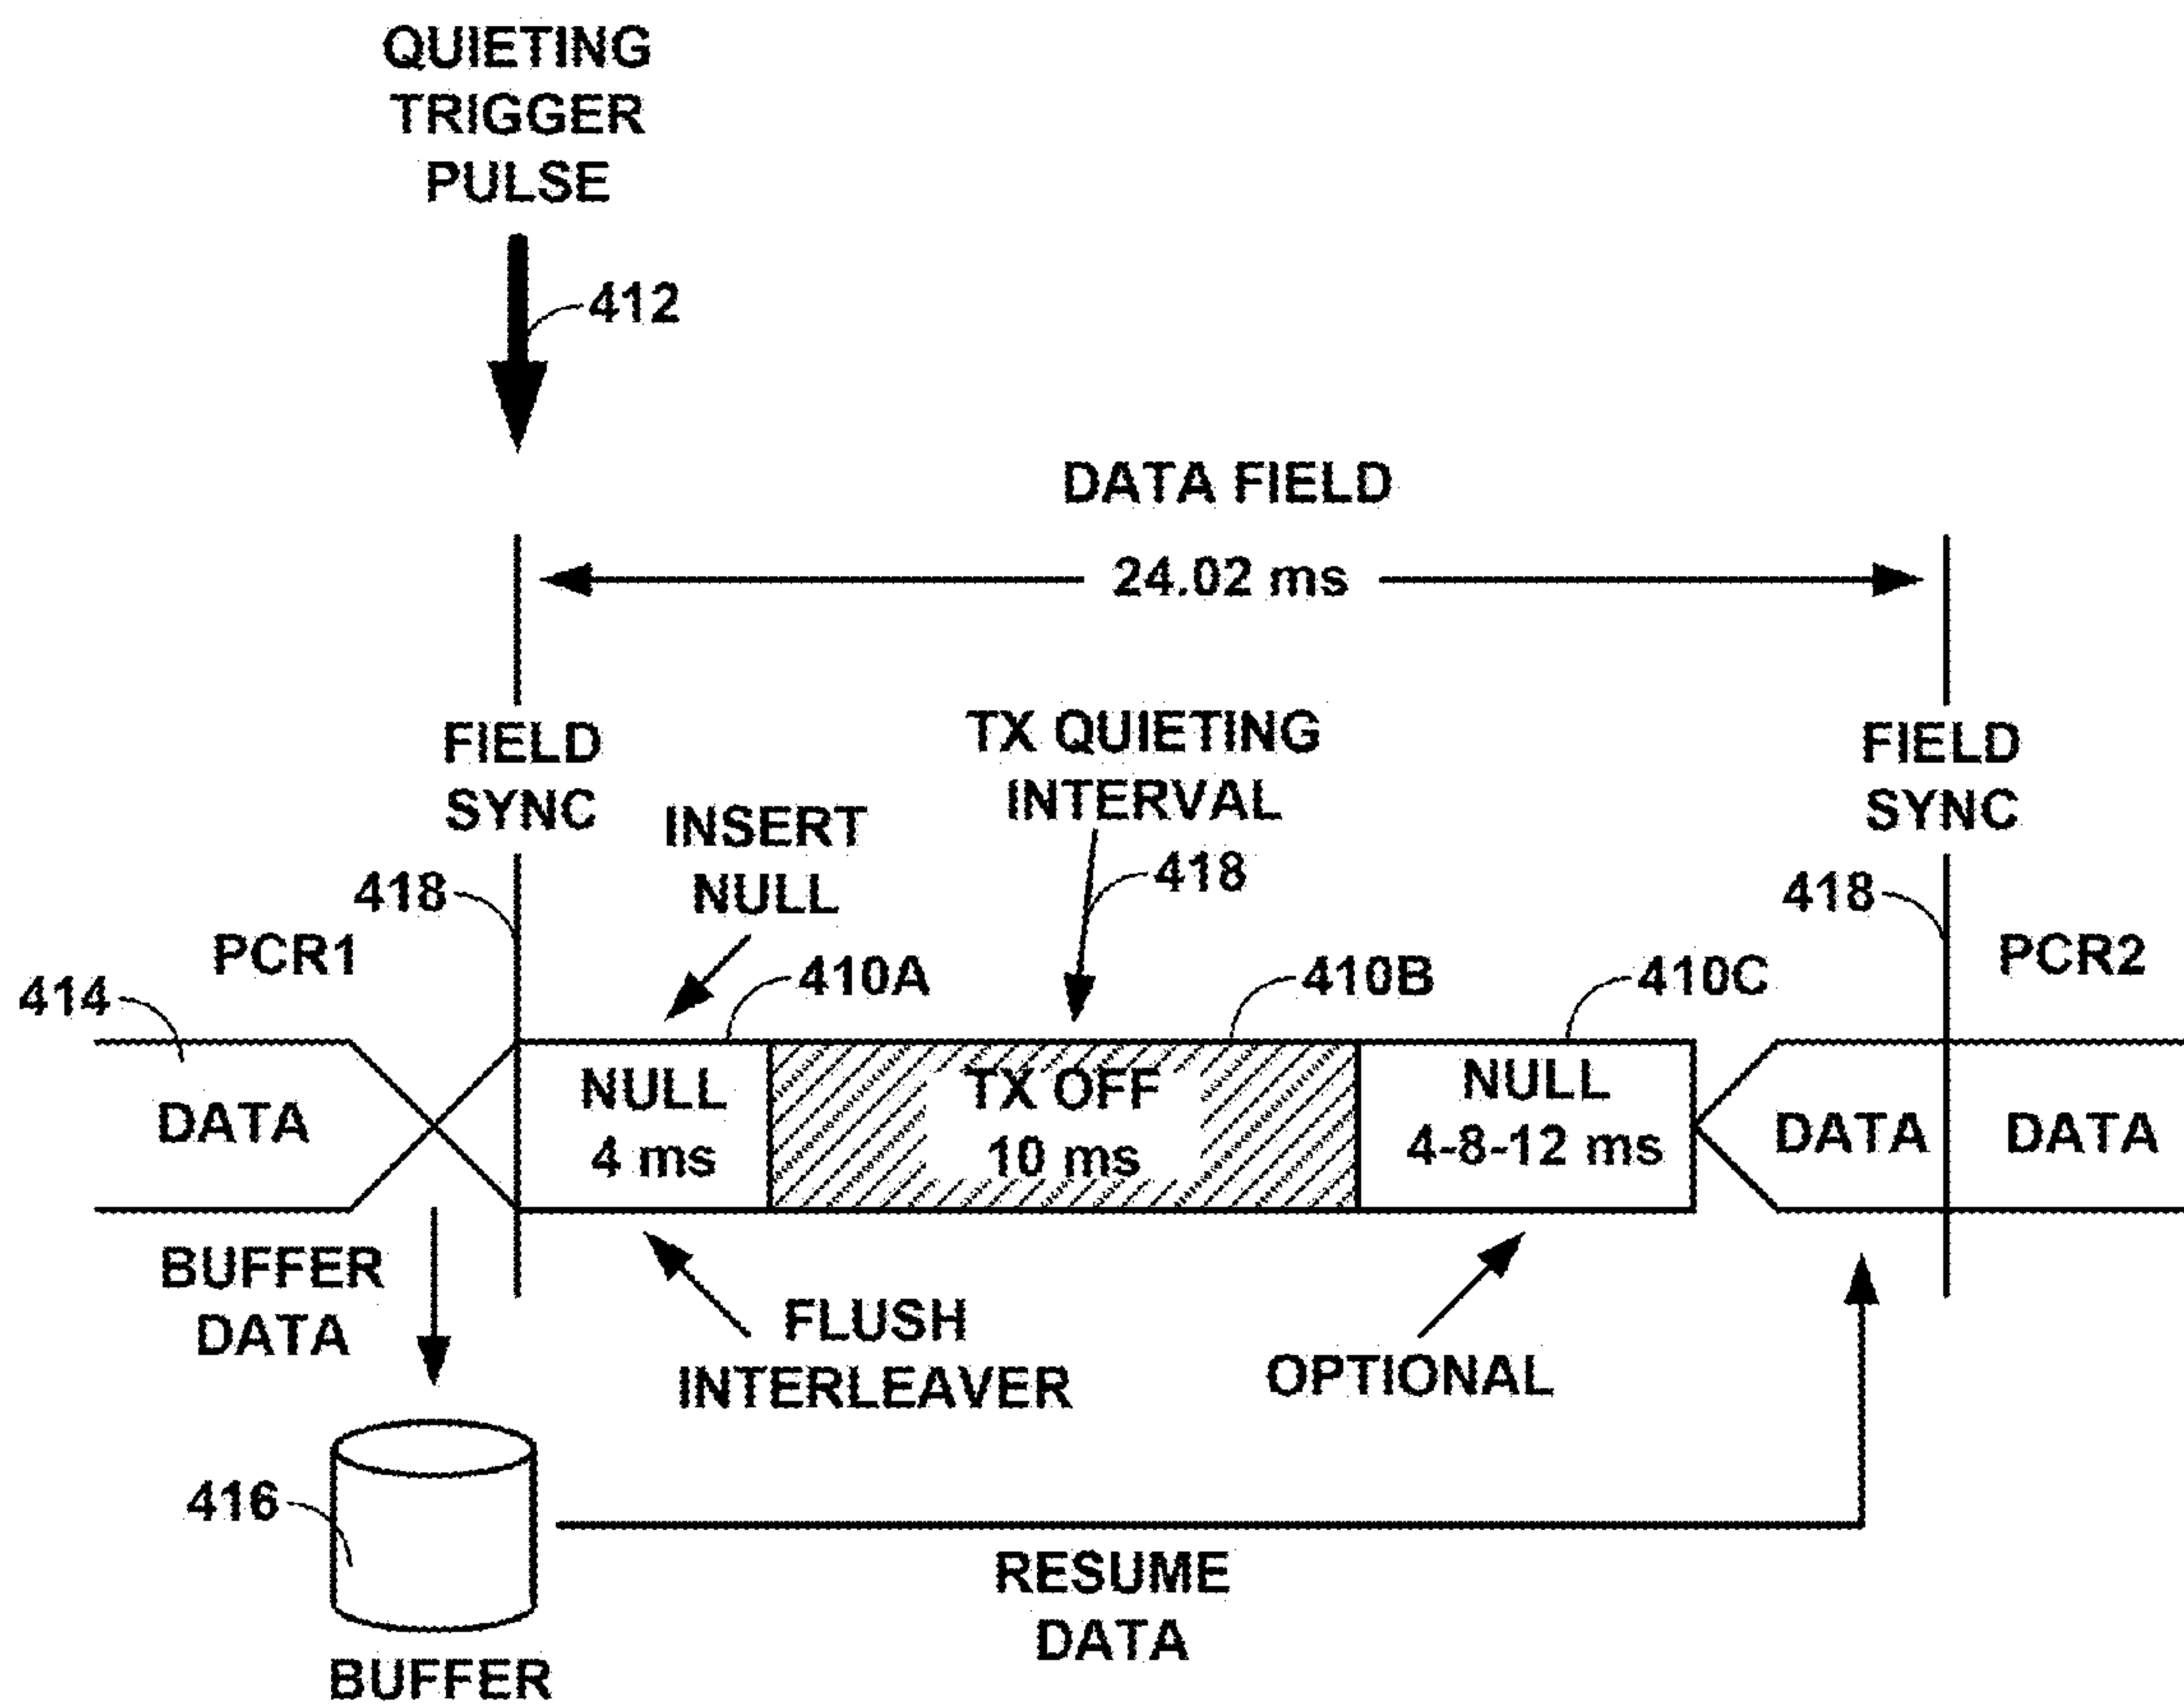 QUIETING
TRIGGER
PULSE
412
DATA FIELD
24.02 ms
FIELD
SYNC
TX QUIETING
INTERVAL
FIELD
SYNC
INSERT
NULL
418
418
418
PCR1
410A
410B
410C
PCR2
414
DATA
NULL
4 ms
TX OFF
10 ms
NULL
4-8-12 ms
DATA
DATA
BUFFER
DATA
FLUSH
INTERLEAVER
OPTIONAL
416
RESUME
DATA
BUFFER